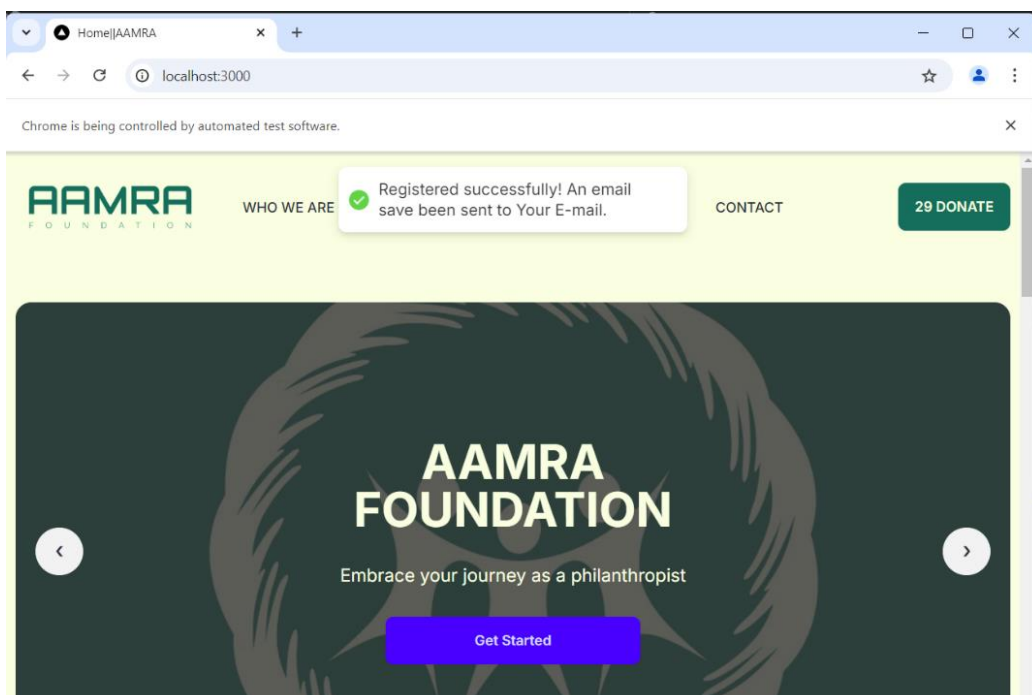 Home||AAMRA
localhost:3000
Chrome is being controlled by automated test software.
AAMRA
FOUNDATION
WHO WE ARE
Registered successfully! An email
save been sent to Your E-mail.
CONTACT
29 DONATE
AAMRA
FOUNDATION
Embrace your journey as a philanthropist
Get Started